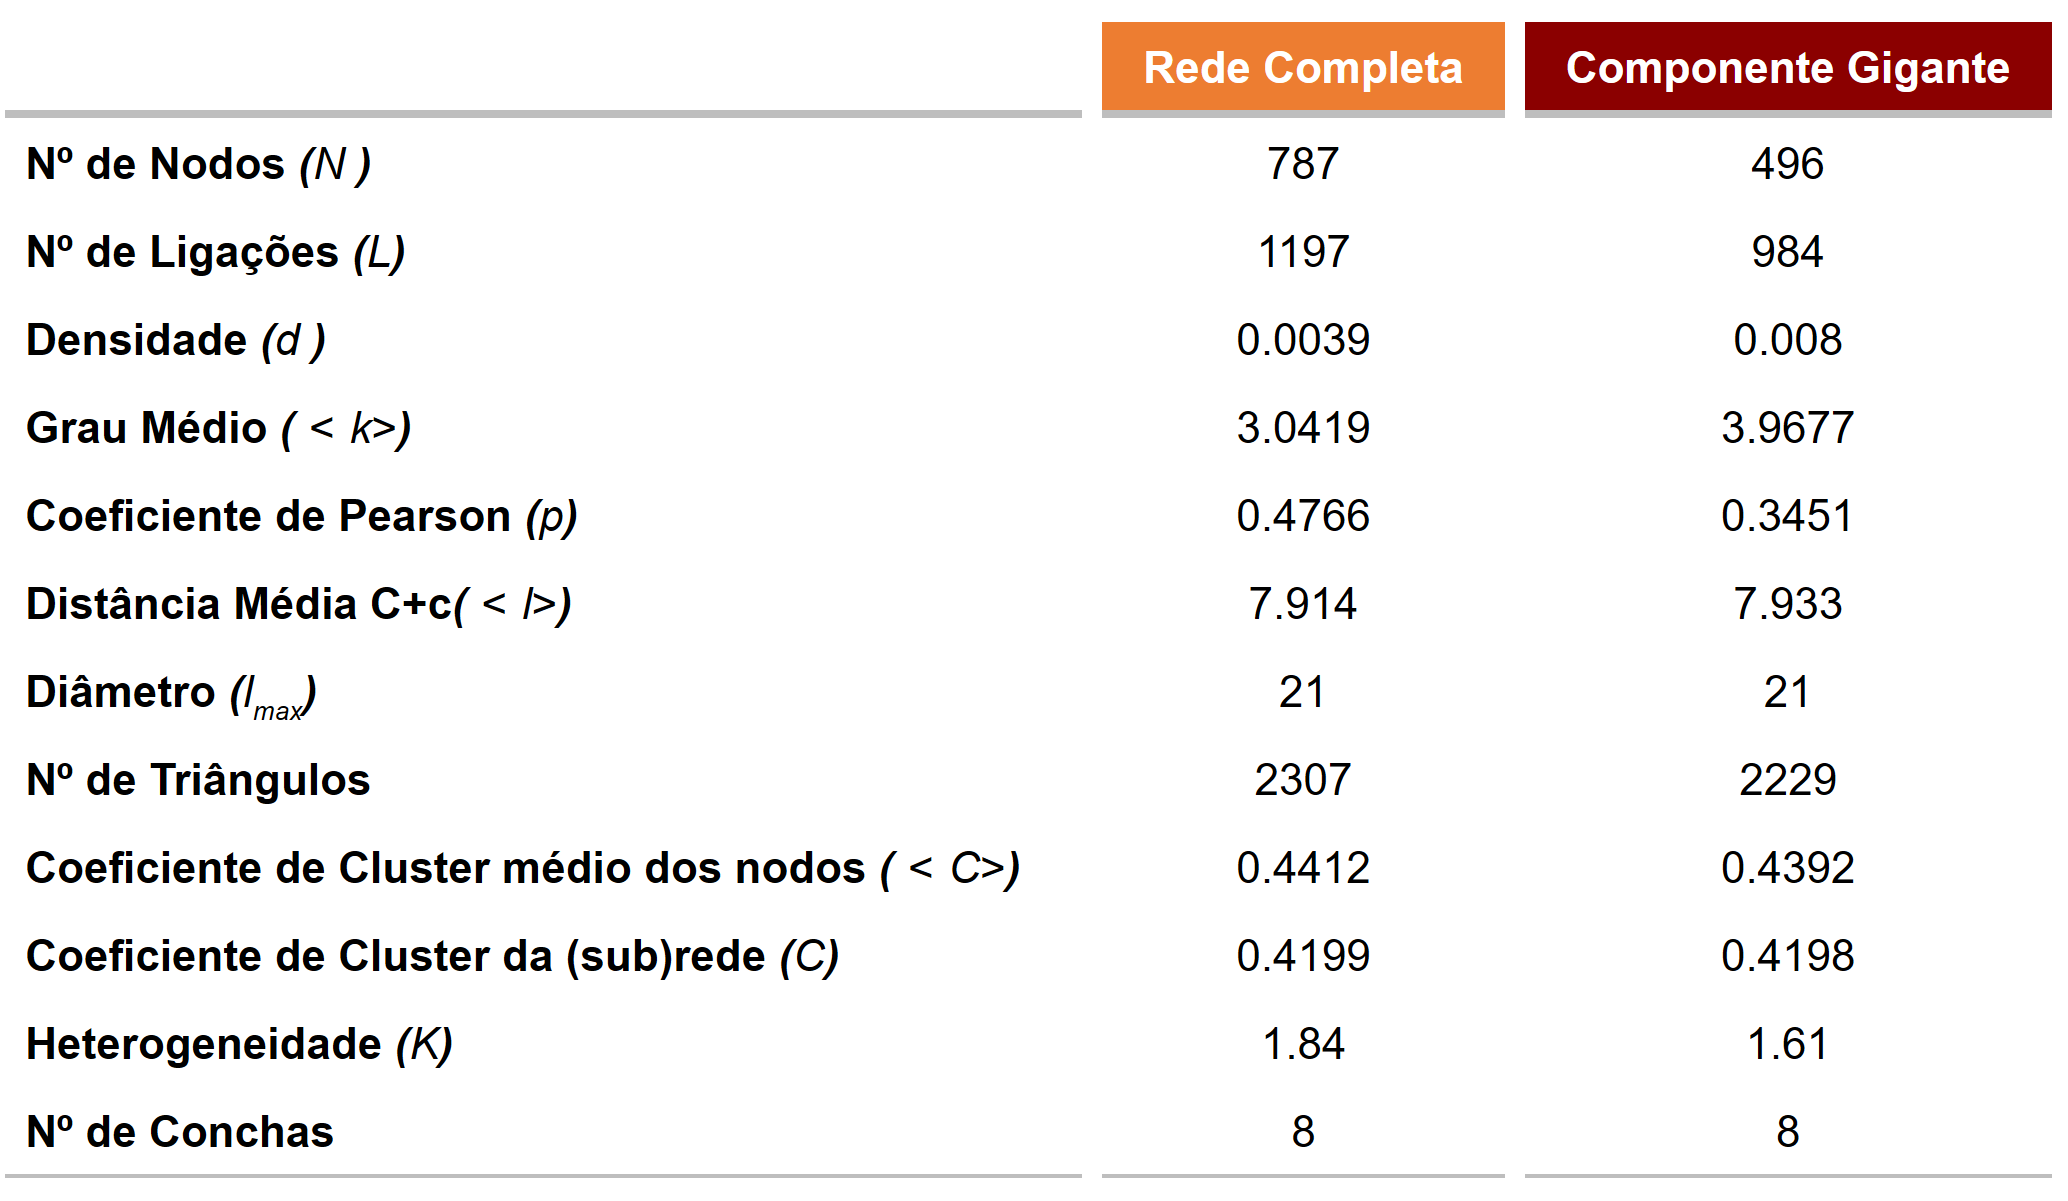 Rede Completa Componente Gigante
Nº de Nodos (N ) 787 496
Nº de Ligações (L) 1197 984
Densidade (d ) 0.0039 0.008
Grau Médio ( < k>) 3.0419 3.9677
Coeficiente de Pearson (p) 0.4766 0.3451
Distância Média C+c( < l>) 7.914 7.933
Diâmetro (lmax) 21 21
Nº de Triângulos 2307 2229
Coeficiente de Cluster médio dos nodos ( < C>) 0.4412 0.4392
Coeficiente de Cluster da (sub)rede (C) 0.4199 0.4198
Heterogeneidade (K) 1.84 1.61
Nº de Conchas 8 8